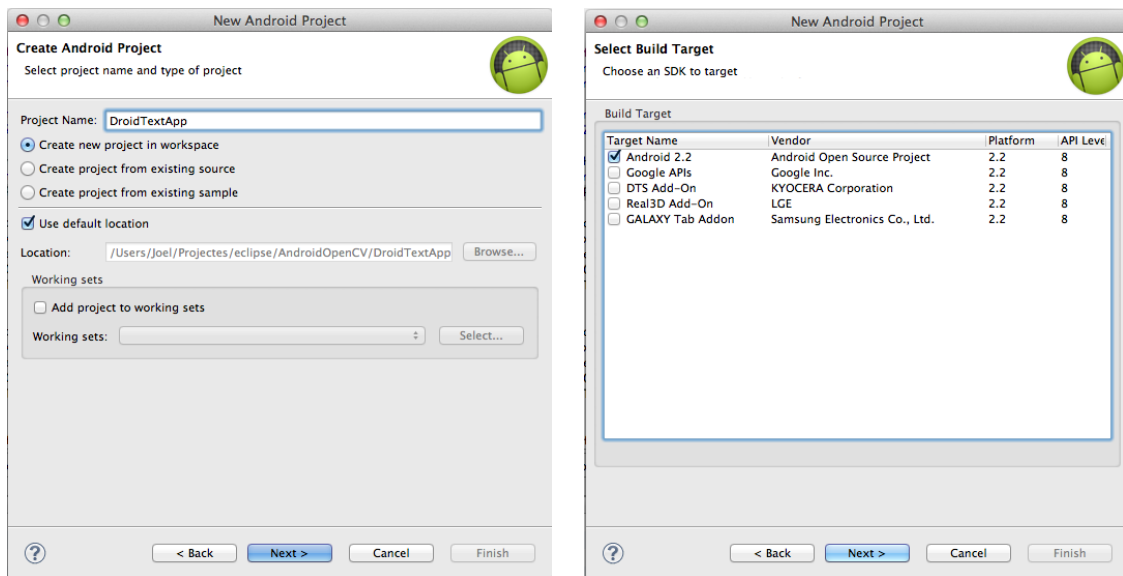 New Android Project
Create Android Project
Select project name and type of project
Project Name: DroidTextApp
Create new project in workspace
Create project from existing source
Create project from existing sample
Use default location
Location: /Users/Joel/Projectes/eclipse/AndroidOpenCV/DroidTextApp Browse...
Working sets
Add project to working sets
Working sets: Select...
? < Back Next > Cancel Finish
New Android Project
Select Build Target
Choose an SDK to target
Build Target
Target Name Vendor Platform API Leve
Android 2.2 Android Open Source Project 2.2 8
Google APIs Google Inc. 2.2 8
DTS Add-On KYOCERA Corporation 2.2 8
Real3D Add-On LGE 2.2 8
GALAXY Tab Addon Samsung Electronics Co., Ltd. 2.2 8
? < Back Next > Cancel Finish